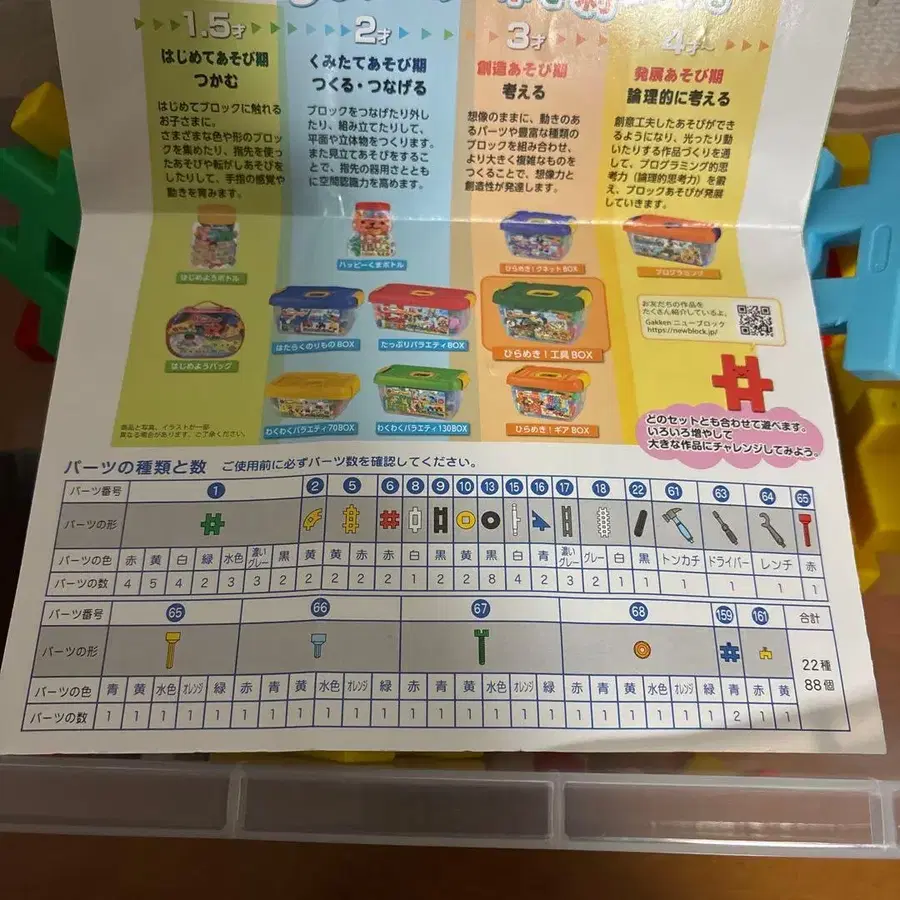 1.5才
はじめてあそび期
つかむ
はじめてブロックに触れる
お子さまに。
さまざまな色や形のブロッ
クを集めたり、指先を使っ
たあそびや転がしあそびを
したりして、手指の感覚や
動きを育みます。
2才
くみたてあそび期
つくる・つなげる
ブロックをつなげたり外し
たり、組み立てたりして、
平面や立体物をつくります。
また見立てあそびをするこ
とで、指先の器用さととも
に空間認識力を高めます。
3才
創造あそび期
考える
想像のままに、動きのあ
るパーツや豊富な種類の
ブロックを組み合わせ、
より大きく複雑なものを
つくることで、想像力と
創造性が発達します。
4才〜
発展あそび期
論理的に考える
創意工夫したあそびができ
るようになり、光ったり動
いたりする作品づくりを通
して、プログラミング的思
考力(論理的思考力)を鍛
え、ブロックあそびが発展
していきます。
はじめようボトル
ハッピーくまボトル
ひらめき!クネットBOX
プログラミング
はじめようバッグ
はたらくのりものBOX
たっぷりバラエティBOX
ひらめき!工具BOX
わくわくバラエティ70BOX
わくわくバラエティ130BOX
ひらめき!ギアBOX
お友だちの作品を
たくさん紹介しているよ。
Gakken ニューブロック
https://newblock.jp/
商品と写真、イラストが一部
異なる場合があります。ご了承ください。
どのセットとも合わせて遊べます。
いろいろ増やして
大きな作品にチャレンジしてみよう。
パーツの種類と数 ご使用前に必ずパーツ数を確認してください。
パーツ番号 1 2 5 6 8 9 10 13 15 16 17 18 22 61 63 64 65
パーツの形
パーツの色 赤 黄 白 緑 水色 濃いグレー 黒 黄 黄 赤 赤 白 黒 黄 黒 白 青 濃いグレー グレー 白 黒 トンカチ ドライバー レンチ 赤
パーツの数 4 5 4 2 3 3 2 2 2 2 2 1 2 2 8 4 2 3 2 1 1 1 1 1 1
パーツ番号 65 66 67 68 159 161 合計
パーツの形
22種
88個
パーツの色 青 黄 水色 オレンジ 緑 赤 青 黄 水色 オレンジ 緑 赤 青 黄 水色 オレンジ 緑 赤 青 黄 水色 オレンジ 緑 青 赤 黄
パーツの数 1 1 1 1 1 1 1 1 1 1 1 1 1 1 1 1 1 1 1 1 1 1 1 2 1 1